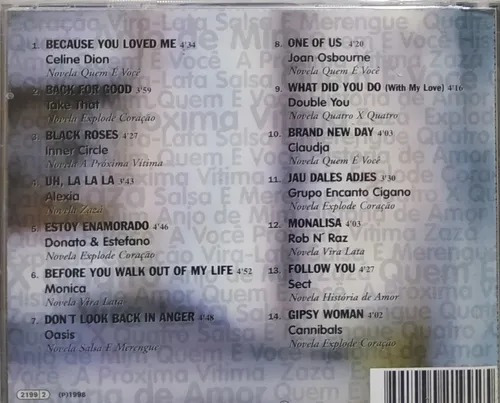 1. BECAUSE YOU LOVED ME 4'34
Celine Dion
Novela Quem É Você
2. BACK FOR GOOD 3'59
Take That
Novela Explode Coração
3. BLACK ROSES 4'27
Inner Circle
Novela A Próxima Vítima
4. UH, LA LA LA 3'43
Alexia
Novela Zazá
5. ESTOY ENAMORADO 4'46
Donato & Estefano
Novela Explode Coração
6. BEFORE YOU WALK OUT OF MY LIFE 4'52
Monica
Novela Vira Lata
7. DON'T LOOK BACK IN ANGER 4'48
Oasis
Novela Salsa E Merengue
8. ONE OF US 4'20
Joan Osbourne
Novela Quem É Você
9. WHAT DID YOU DO (With My Love) 4'16
Double You
Novela Quatro X Quatro
10. BRAND NEW DAY 4'03
Claudja
Novela Quem É Você
11. JAU DALES ADJES 3'30
Grupo Encanto Cigano
Novela Explode Coração
12. MONALISA 4'03
Rob N' Raz
Novela Vira Lata
13. FOLLOW YOU 4'27
Sect
Novela História de Amor
14. GIPSY WOMAN 4'02
Cannibals
Novela Explode Coração
2199 2 (P)1998